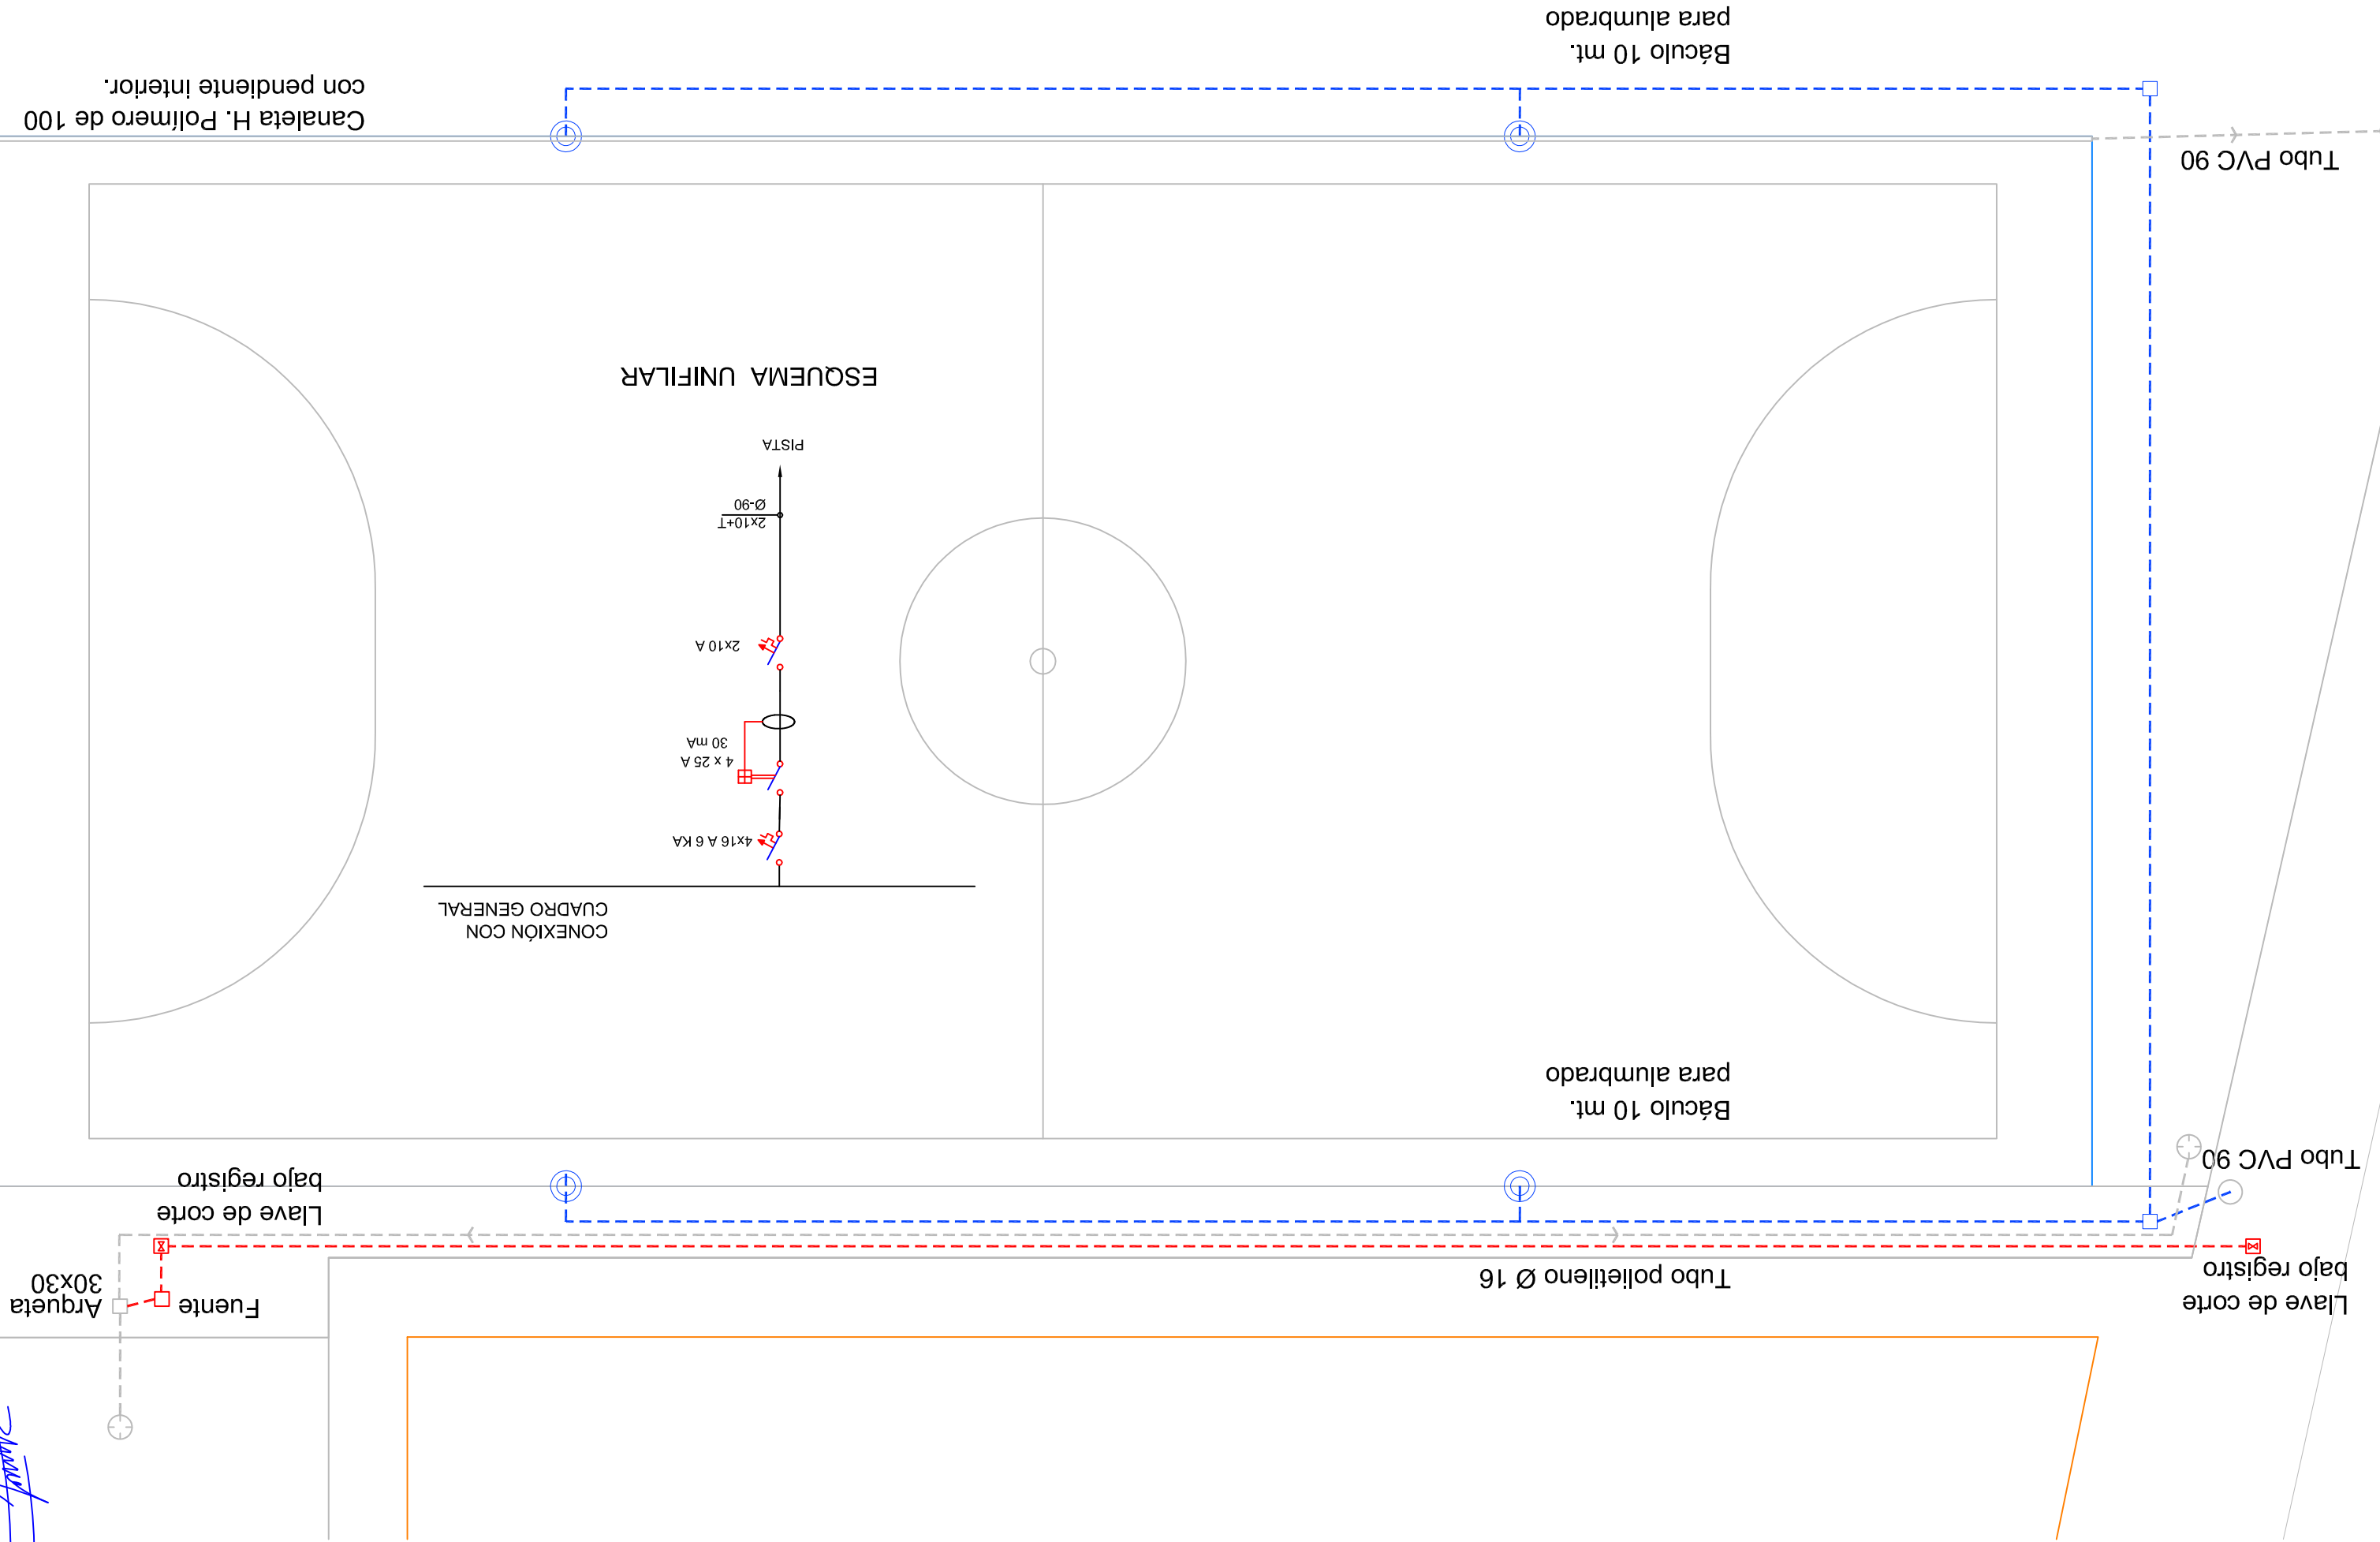 Llave de corte
bajo registro
Fuente
Arqueta
30x30
Tubo polietileno Ø 16
Llave de corte
bajo registro
Tubo PVC 90
Báculo 10 mt.
para alumbrado
CONEXIÓN CON
CUADRO GENERAL
4x16 A 6 KA
4 x 25 A
30 mA
2x10 A
2x10+T
Ø-90
PISTA
ESQUEMA UNIFILAR
Tubo PVC 90
Canaleta H. Polímero de 100
con pendiente interior.
Báculo 10 mt.
para alumbrado